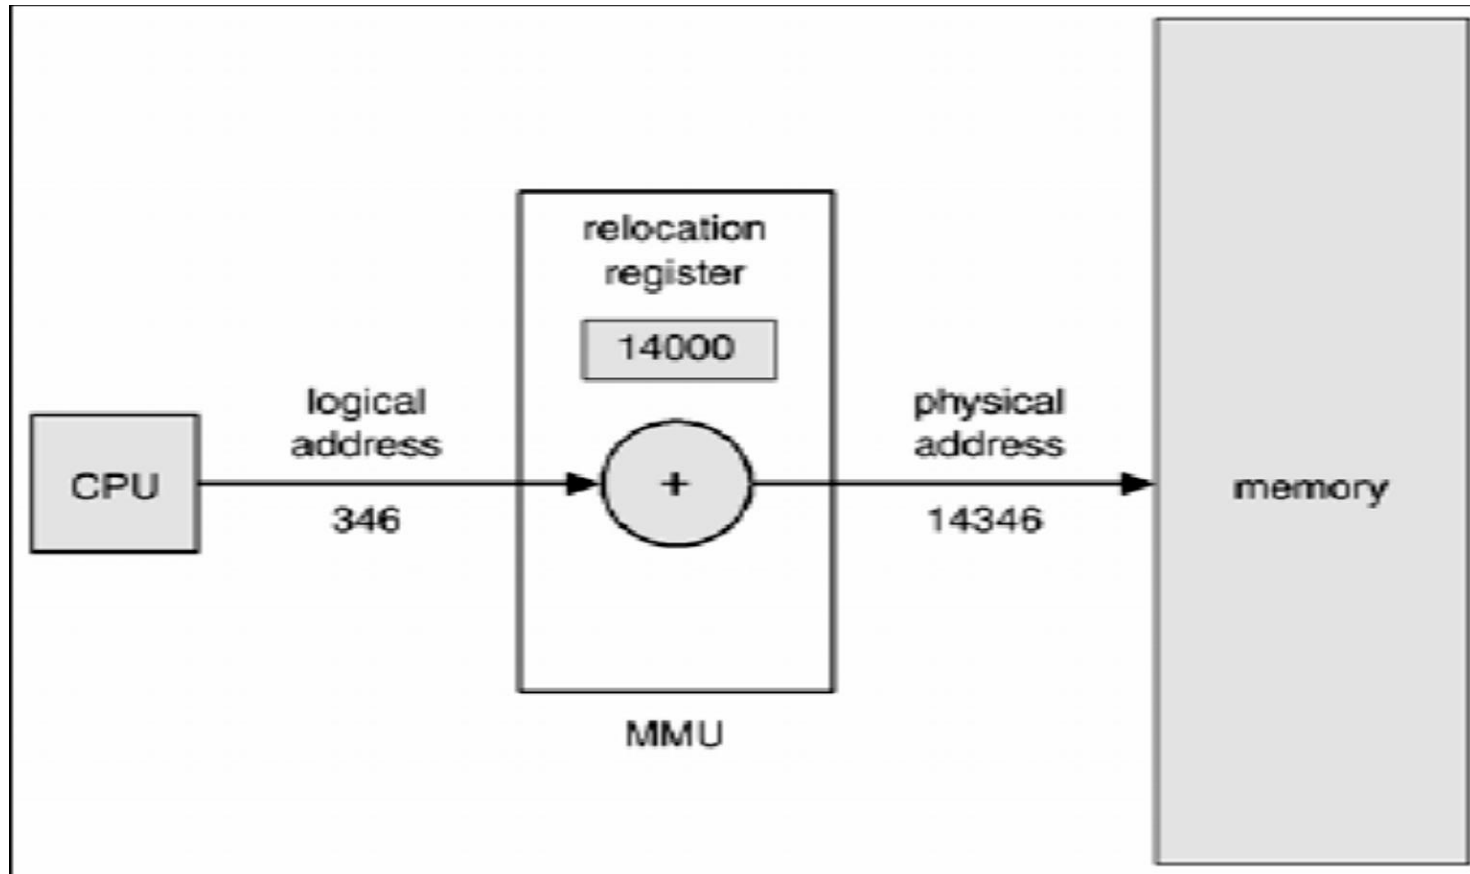 relocation
register
14000
logical
address
physical
address
CPU
+
memory
346
14346
MMU